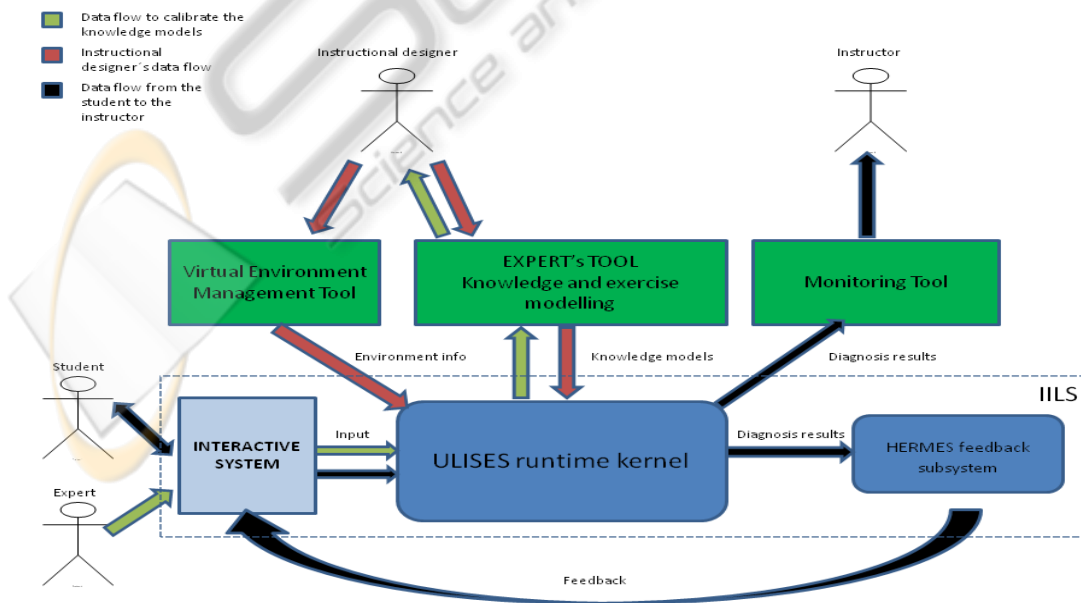 Data flow to calibrate the
knowledge models
Instructional
designer´s data flow
Data flow from the
student to the
instructor
Instructional designer
Instructor
Science and
Virtual Environment
Management Tool
EXPERT's TOOL
Knowledge and exercise
modelling
Monitoring Tool
Environment info
Knowledge models
Diagnosis results
Student
IILS
INTERACTIVE
SYSTEM
Input
ULISES runtime kernel
Diagnosis results
HERMES feedback
subsystem
Expert
Feedback